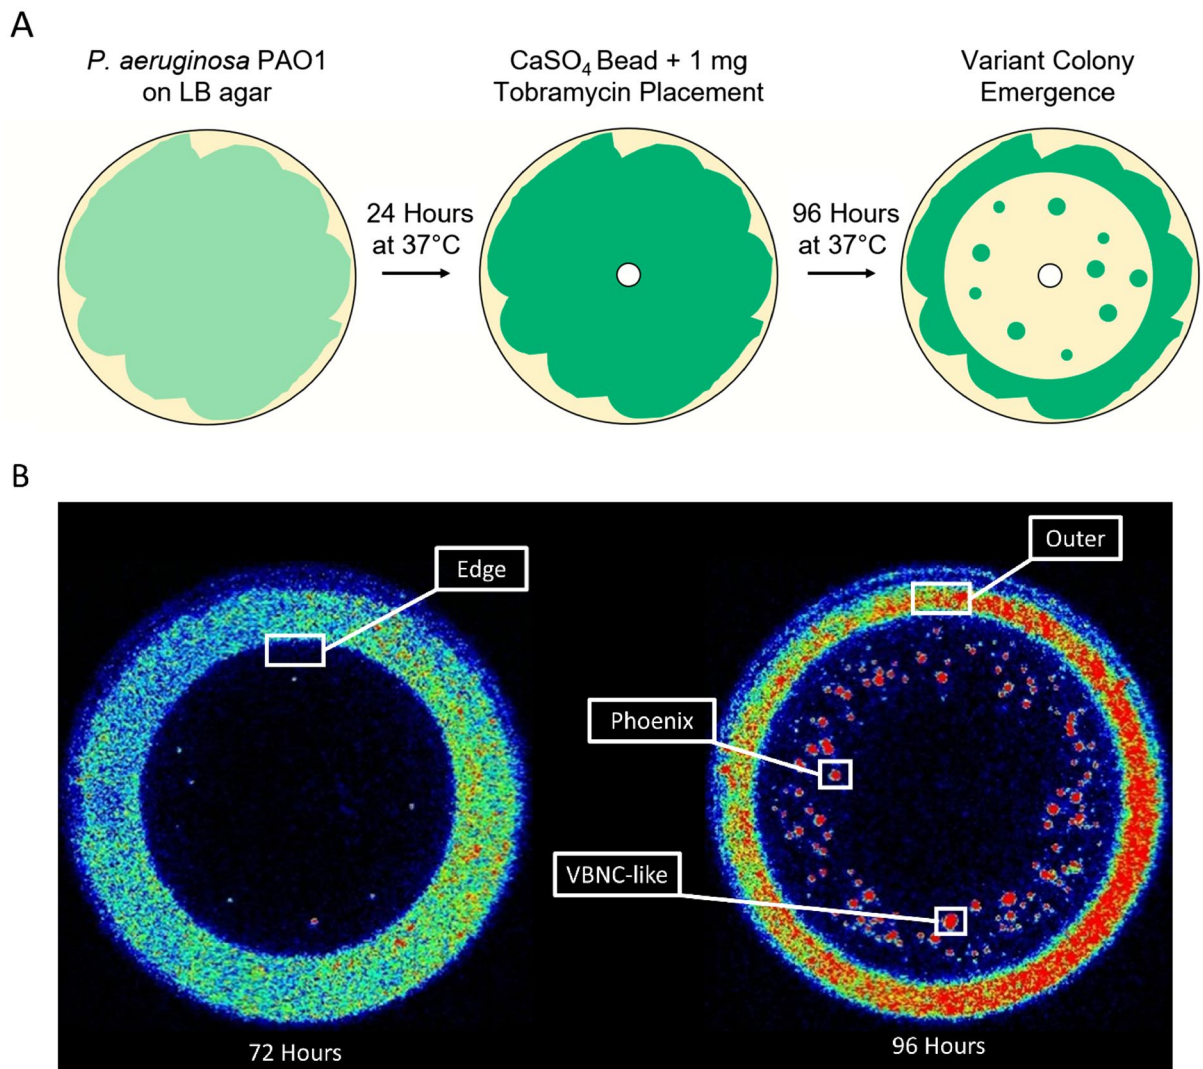 A
P. aeruginosa PAO1
on LB agar
CaSO₄ Bead + 1 mg
Tobramycin Placement
Variant Colony
Emergence
24 Hours
at 37°C
96 Hours
at 37°C
B
Edge
Outer
Phoenix
VBNC-like
72 Hours
96 Hours